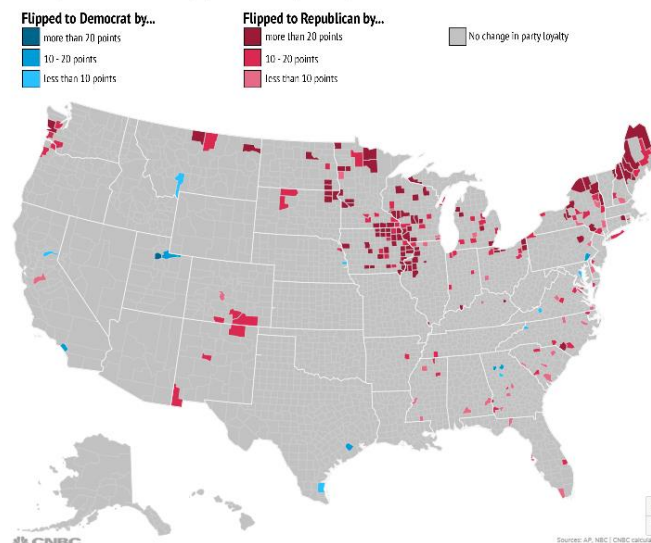 Flipped to Democrat by...
more than 20 points
10 - 20 points
less than 10 points
Flipped to Republican by...
more than 20 points
10 - 20 points
less than 10 points
No change in party loyalty
CNBC
Sources: AP, NBC | CNBC calcula